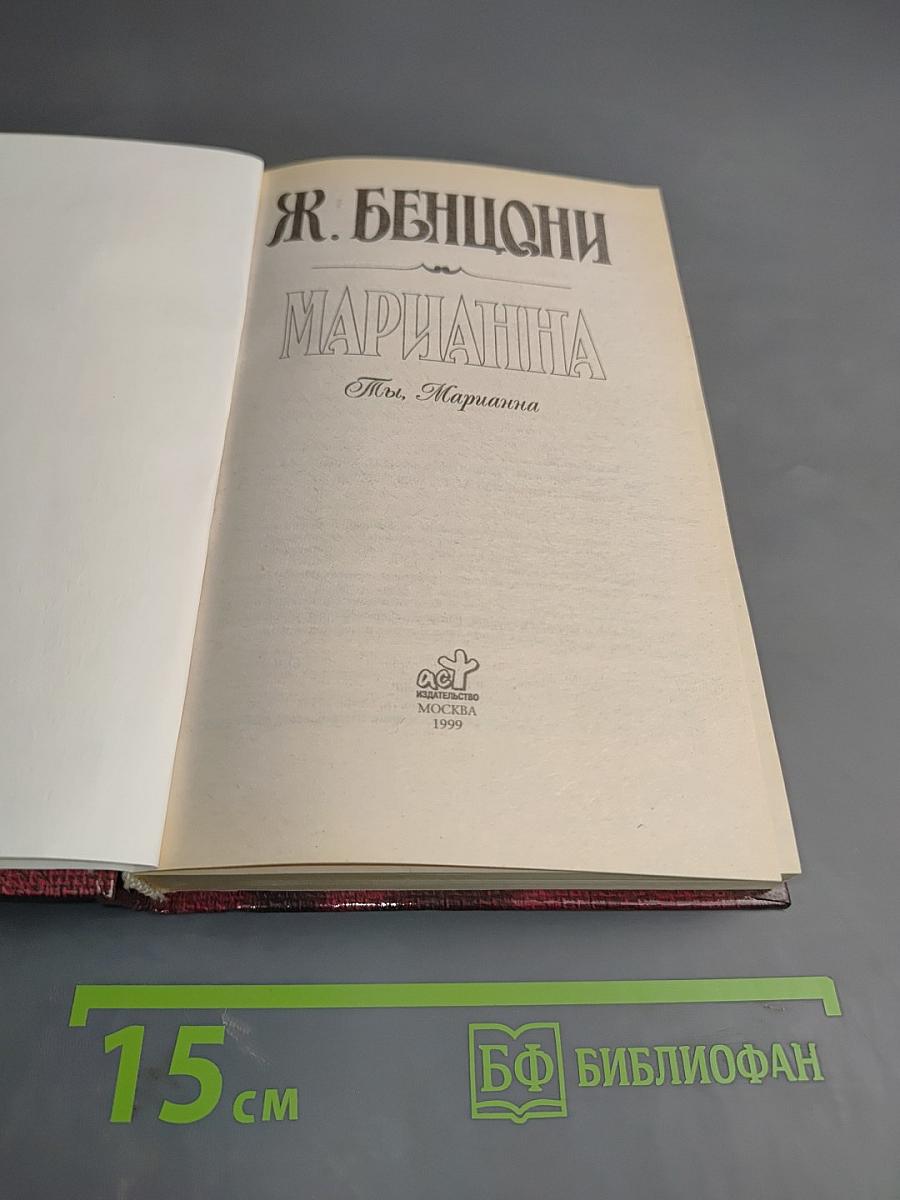 Ж. БЕНЦОНИ
МАРИАННА
Ты, Марианна
аст
ИЗДАТЕЛЬСТВО
МОСКВА
1999
15 см
БФ БИБЛИОФАН